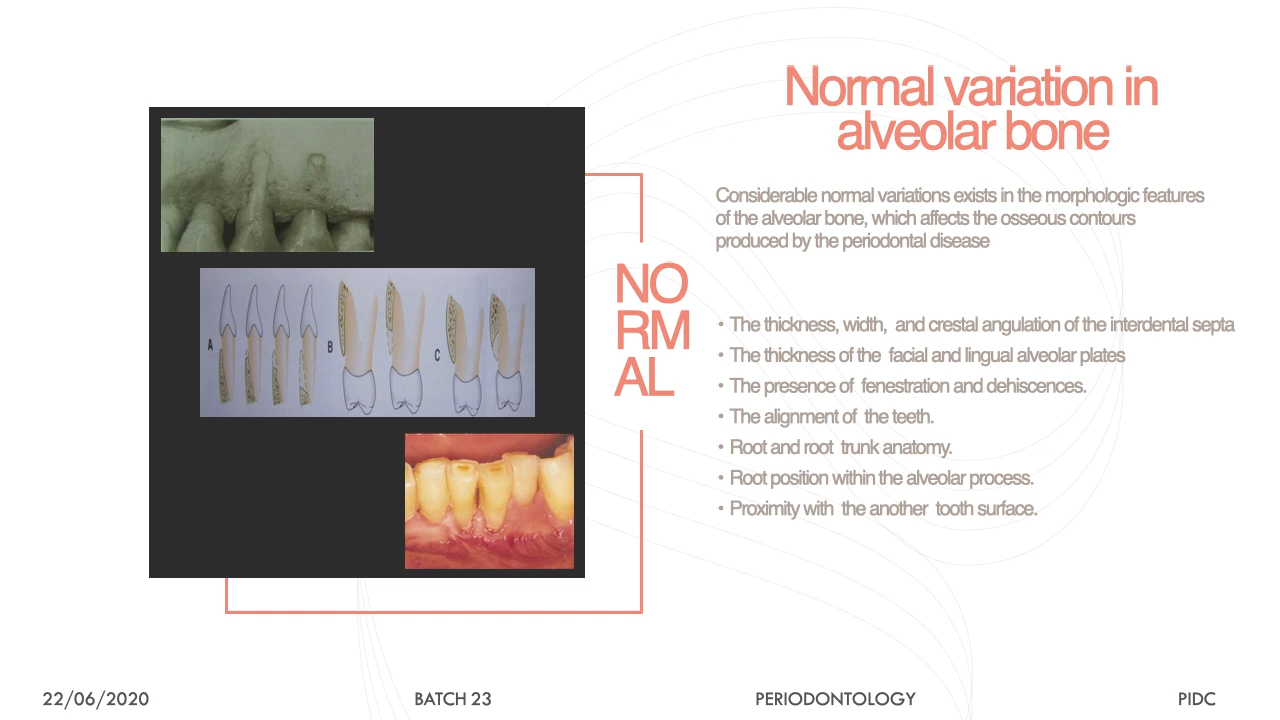 Normal variation in
alveolar bone
Considerable normal variations exists in the morphologic features
of the alveolar bone, which affects the osseous contours
produced by the periodontal disease
NO
RM
AL
A
B
C
• The thickness, width,  and crestal angulation of the interdental septa
• The thickness of the  facial and lingual alveolar plates
• The presence of  fenestration and dehiscences.
• The alignment of  the teeth.
• Root and root  trunk anatomy.
• Root position within the alveolar process.
• Proximity with  the another  tooth surface.
22/06/2020
BATCH 23
PERIODONTOLOGY
PIDC